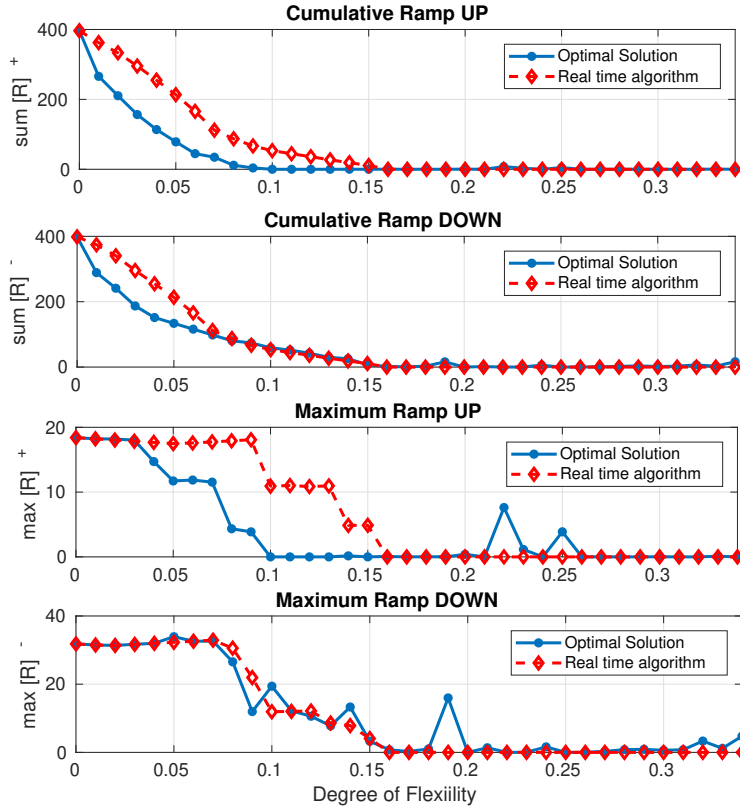 Cumulative Ramp UP
sum [R] +
400
200
0
Optimal Solution
Real time algorithm
0 0.05 0.1 0.15 0.2 0.25 0.3
Cumulative Ramp DOWN
sum [R] -
400
200
0
Optimal Solution
Real time algorithm
0 0.05 0.1 0.15 0.2 0.25 0.3
Maximum Ramp UP
max [R] +
20
10
0
Optimal Solution
Real time algorithm
0 0.05 0.1 0.15 0.2 0.25 0.3
Maximum Ramp DOWN
max [R] -
40
20
0
Optimal Solution
Real time algorithm
0 0.05 0.1 0.15 0.2 0.25 0.3
Degree of Flexiility